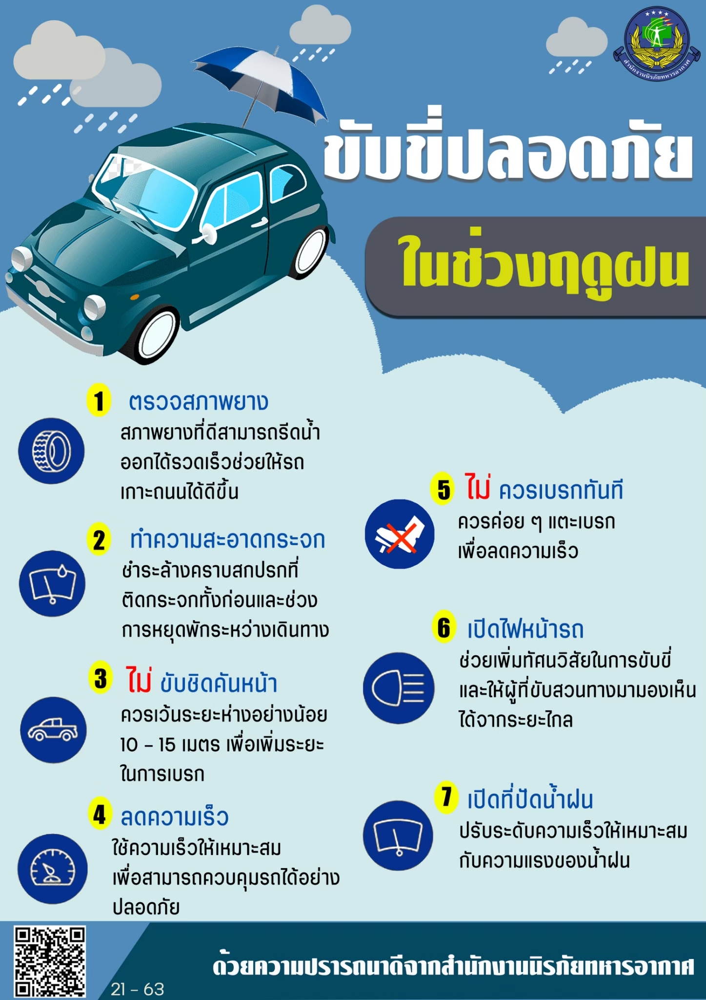 สำนักงานนิรภัยทหารอากาศ
ขับขี่ปลอดภัย
ในช่วงฤดูฝน
1 ตรวจสภาพยาง
สภาพยางที่ดีสามารถรีดน้ำ
ออกได้รวดเร็วช่วยให้รถ
เกาะถนนได้ดีขึ้น
2 ทำความสะอาดกระจก
ชำระล้างคราบสกปรกที่
ติดกระจกทั้งก่อนและช่วง
การหยุดพักระหว่างเดินทาง
3 ไม่ ขับชิดคันหน้า
ควรเว้นระยะห่างอย่างน้อย
10 - 15 เมตร เพื่อเพิ่มระยะ
ในการเบรก
4 ลดความเร็ว
ใช้ความเร็วให้เหมาะสม
เพื่อสามารถควบคุมรถได้อย่าง
ปลอดภัย
5 ไม่ ควรเบรกทันที
ควรค่อย ๆ แตะเบรก
เพื่อลดความเร็ว
6 เปิดไฟหน้ารถ
ช่วยเพิ่มทัศนวิสัยในการขับขี่
และให้ผู้ที่ขับสวนทางมามองเห็น
ได้จากระยะไกล
7 เปิดที่ปัดน้ำฝน
ปรับระดับความเร็วให้เหมาะสม
กับความแรงของน้ำฝน
ด้วยความปรารถนาดีจากสำนักงานนิรภัยทหารอากาศ
21 - 63